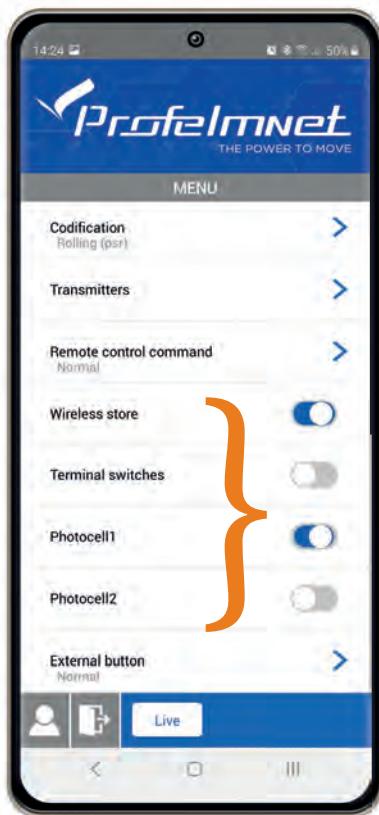 14:24 50%
Profelmnet
THE POWER TO MOVE
MENU
Codification
Rolling (psr)
Transmitters
Remote control command
Normal
Wireless store
Terminal switches
Photocell1
Photocell2
External button
Normal
Live